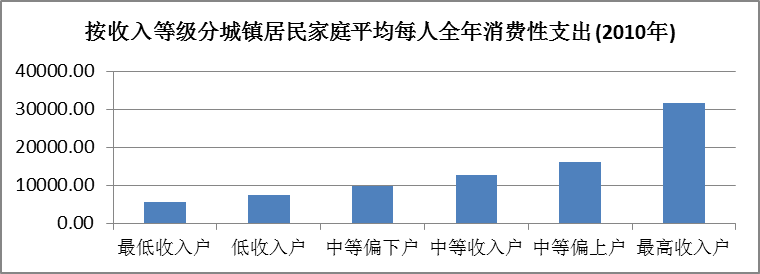 按收入等级分城镇居民家庭平均每人全年消费性支出(2010年)
40000.00
30000.00
20000.00
10000.00
0.00
最低收入户 低收入户 中等偏下户 中等收入户 中等偏上户 最高收入户